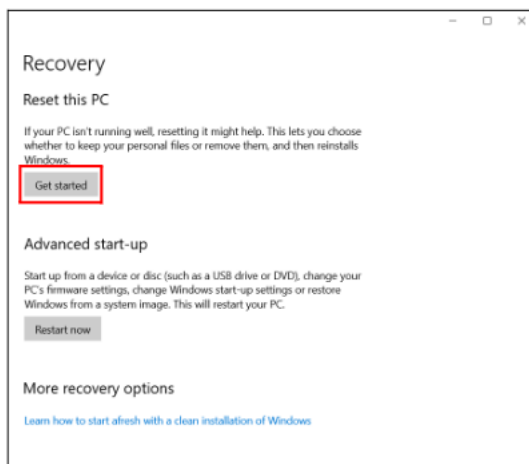 Recovery
Reset this PC
If your PC isn't running well, resetting it might help. This lets you choose
whether to keep your personal files or remove them, and then reinstalls
Windows.
Get started
Advanced start-up
Start up from a device or disc (such as a USB drive or DVD), change your
PC's firmware settings, change Windows start-up settings or restore
Windows from a system image. This will restart your PC.
Restart now
More recovery options
Learn how to start afresh with a clean installation of Windows